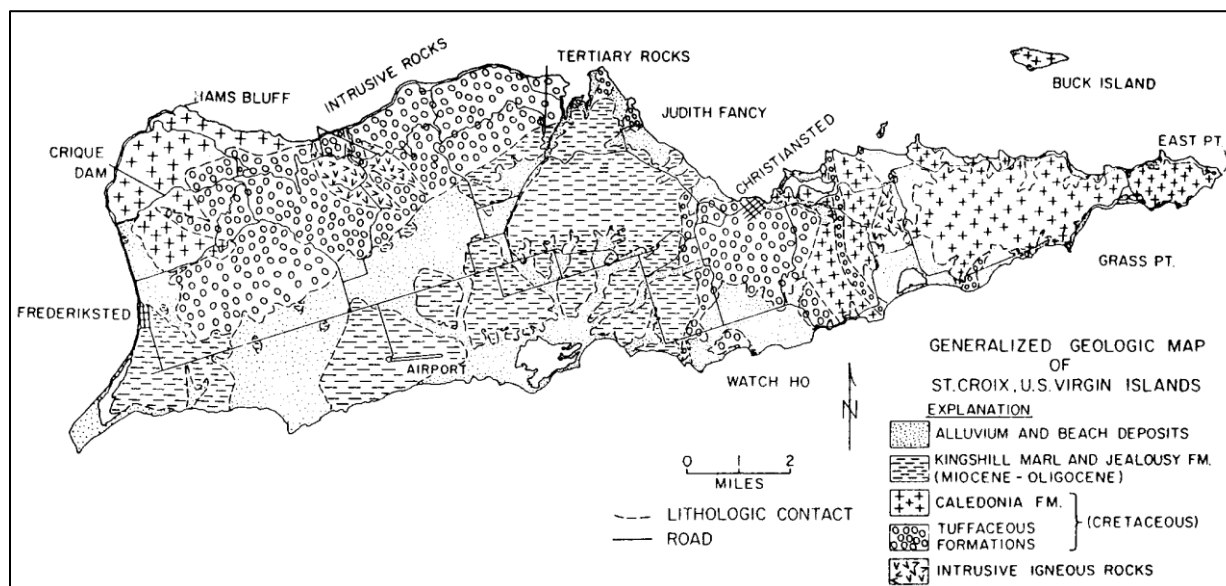 TERTIARY ROCKS
INTRUSIVE ROCKS
HAMS BLUFF
BUCK ISLAND
JUDITH FANCY
CRIQUE
DAM
CHRISTIANSTED
EAST PT.
GRASS PT.
FREDERIKSTED
AIRPORT
WATCH HO
N
GENERALIZED GEOLOGIC MAP
OF
ST. CROIX, U.S. VIRGIN ISLANDS
EXPLANATION
ALLUVIUM AND BEACH DEPOSITS
KINGSHILL MARL AND JEALOUSY FM.
(MIOCENE - OLIGOCENE)
CALEDONIA FM.
(CRETACEOUS)
TUFFACEOUS
FORMATIONS
INTRUSIVE IGNEOUS ROCKS
0 1 2
MILES
LITHOLOGIC CONTACT
ROAD